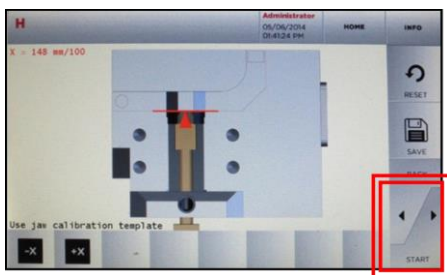 H
Administrator
05/06/2014
01:41:24 PM
HOME
INFO
X = 148 mm/100
RESET
SAVE
BACK
Use jaw calibration template
-X
+X
START